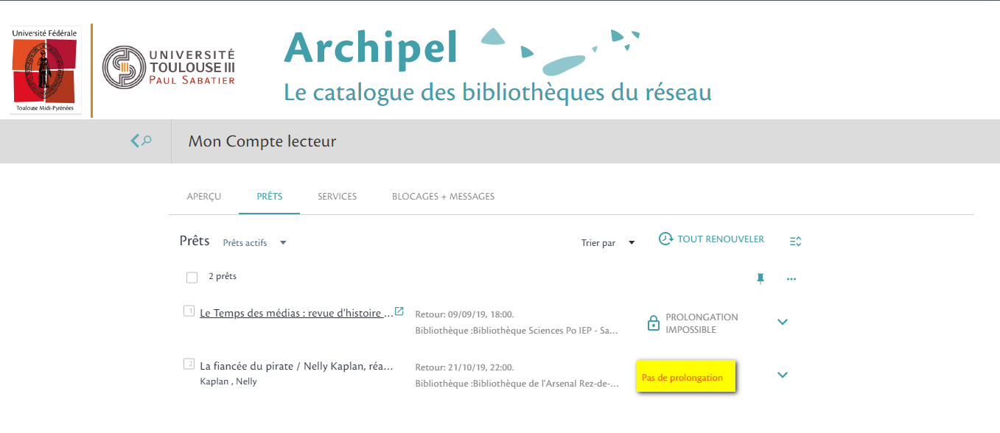 Université Fédérale
Toulouse Midi-Pyrénées
UNIVERSITÉ
TOULOUSE III
PAUL SABATIER
Archipel
Le catalogue des bibliothèques du réseau
Mon Compte lecteur
APERÇU PRÊTS SERVICES BLOCAGES + MESSAGES
Prêts Prêts actifs Trier par TOUT RENOUVELER
2 prêts
1 Le Temps des médias : revue d'histoire ... Retour: 09/09/19, 18:00. PROLONGATION
Bibliothèque :Bibliothèque Sciences Po IEP - Sa... IMPOSSIBLE
2 La fiancée du pirate / Nelly Kaplan, réa... Retour: 21/10/19, 22:00. Pas de prolongation
Kaplan , Nelly Bibliothèque :Bibliothèque de l'Arsenal Rez-de-...